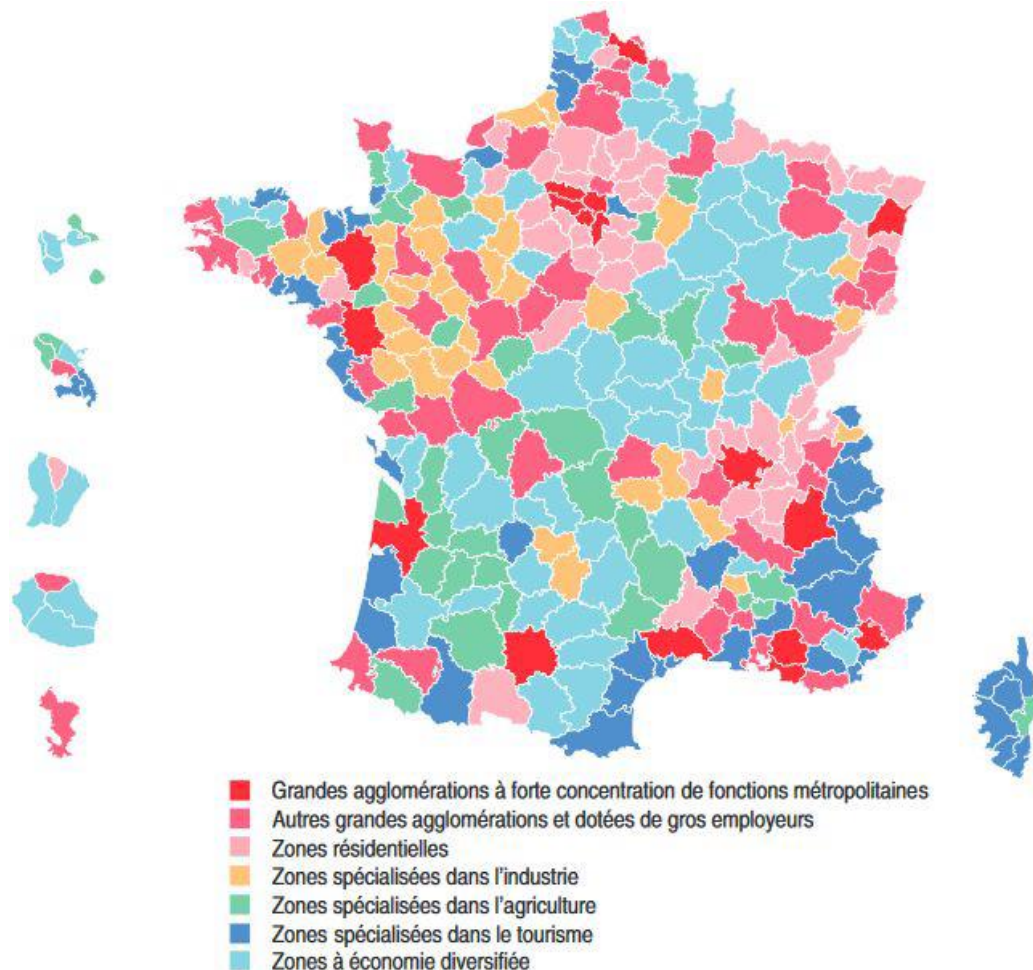 Grandes agglomérations à forte concentration de fonctions métropolitaines
Autres grandes agglomérations et dotées de gros employeurs
Zones résidentielles
Zones spécialisées dans l'industrie
Zones spécialisées dans l'agriculture
Zones spécialisées dans le tourisme
Zones à économie diversifiée